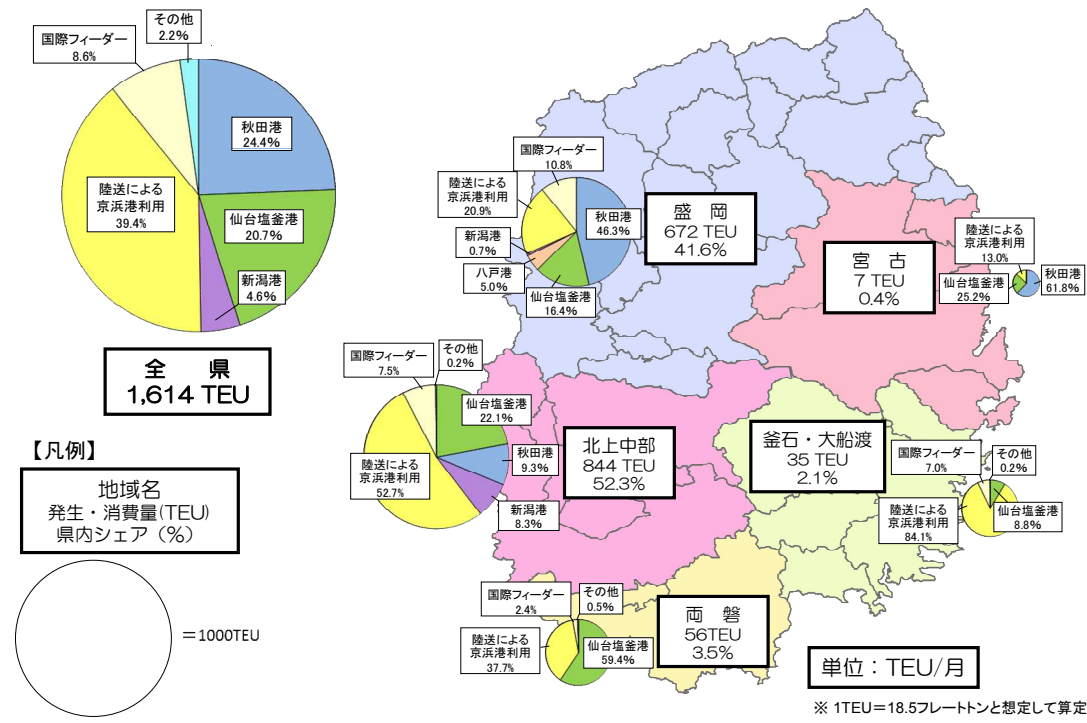 その他
2.2%
国際フィーダー
8.6%
秋田港
24.4%
陸送による
京浜港利用
39.4%
仙台塩釜港
20.7%
新潟港
4.6%
全 県
1,614 TEU
【凡例】
地域名
発生・消費量(TEU)
県内シェア（%）
＝1000TEU
国際フィーダー
10.8%
陸送による
京浜港利用
20.9%
秋田港
46.3%
新潟港
0.7%
八戸港
5.0%
仙台塩釜港
16.4%
盛 岡
672 TEU
41.6%
宮 古
7 TEU
0.4%
陸送による
京浜港利用
13.0%
仙台塩釜港
25.2%
秋田港
61.8%
国際フィーダー
7.5%
その他
0.2%
仙台塩釜港
22.1%
秋田港
9.3%
陸送による
京浜港利用
52.7%
新潟港
8.3%
北上中部
844 TEU
52.3%
釜石・大船渡
35 TEU
2.1%
国際フィーダー
7.0%
その他
0.2%
陸送による
京浜港利用
84.1%
仙台塩釜港
8.8%
国際フィーダー
2.4%
その他
0.5%
陸送による
京浜港利用
37.7%
仙台塩釜港
59.4%
両 磐
56TEU
3.5%
単位：TEU/月
※ 1TEU＝18.5フレートトンと想定して算定